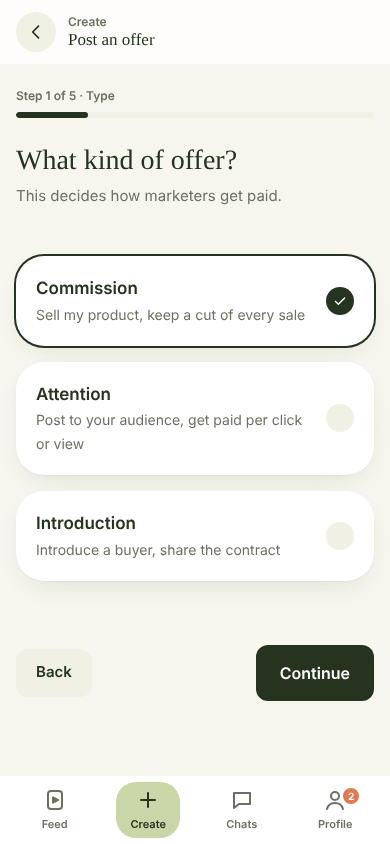 Create
Post an offer
Step 1 of 5 · Type
What kind of offer?
This decides how marketers get paid.
Commission
Sell my product, keep a cut of every sale
Attention
Post to your audience, get paid per click
or view
Introduction
Introduce a buyer, share the contract
Back
Continue
2
Feed
Create
Chats
Profile